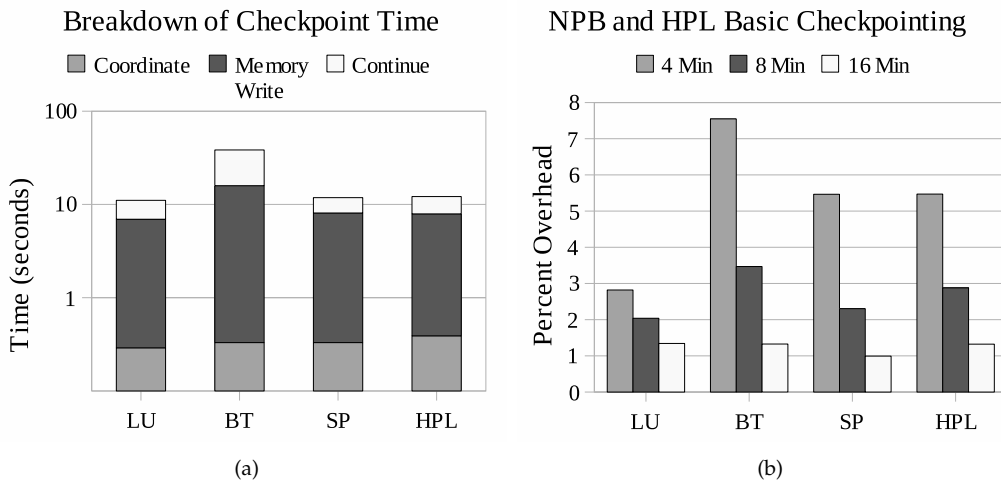 Breakdown of Checkpoint Time
Coordinate Memory Write Continue
100
10
1
Time (seconds)
LU BT SP HPL
(a)
NPB and HPL Basic Checkpointing
4 Min 8 Min 16 Min
8
7
6
5
4
3
2
1
0
Percent Overhead
LU BT SP HPL
(b)